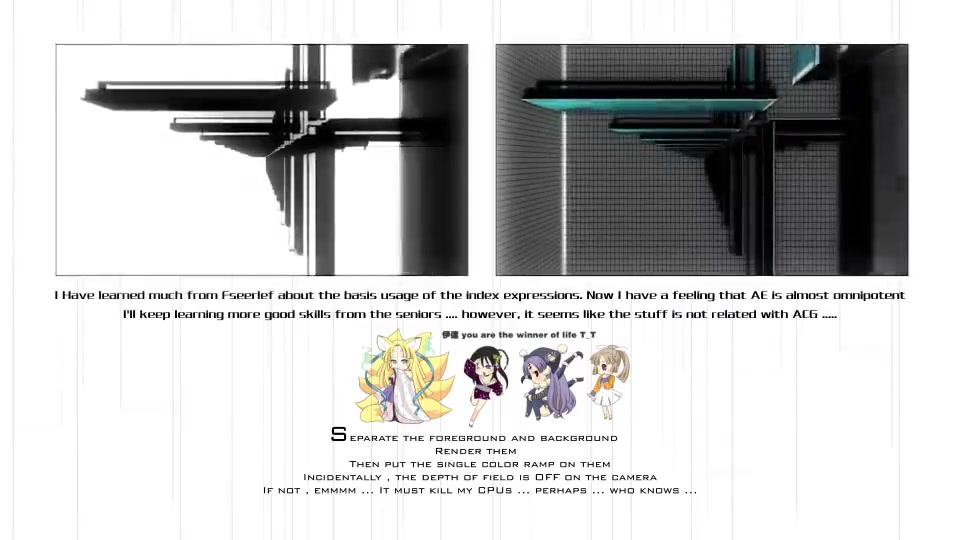 I Have learned much from Fseerlef about the basis usage of the index expressions. Now I have a feeling that AE is almost omnipotent
I'll keep learning more good skills from the seniors .... however, it seems like the stuff is not related with ACG .....
伊達 you are the winner of life T_T
SEPARATE THE FOREGROUND AND BACKGROUND
RENDER THEM
THEN PUT THE SINGLE COLOR RAMP ON THEM
INCIDENTALLY , THE DEPTH OF FIELD IS OFF ON THE CAMERA
IF NOT , EMMMM ... IT MUST KILL MY CPUS ... PERHAPS ... WHO KNOWS ...